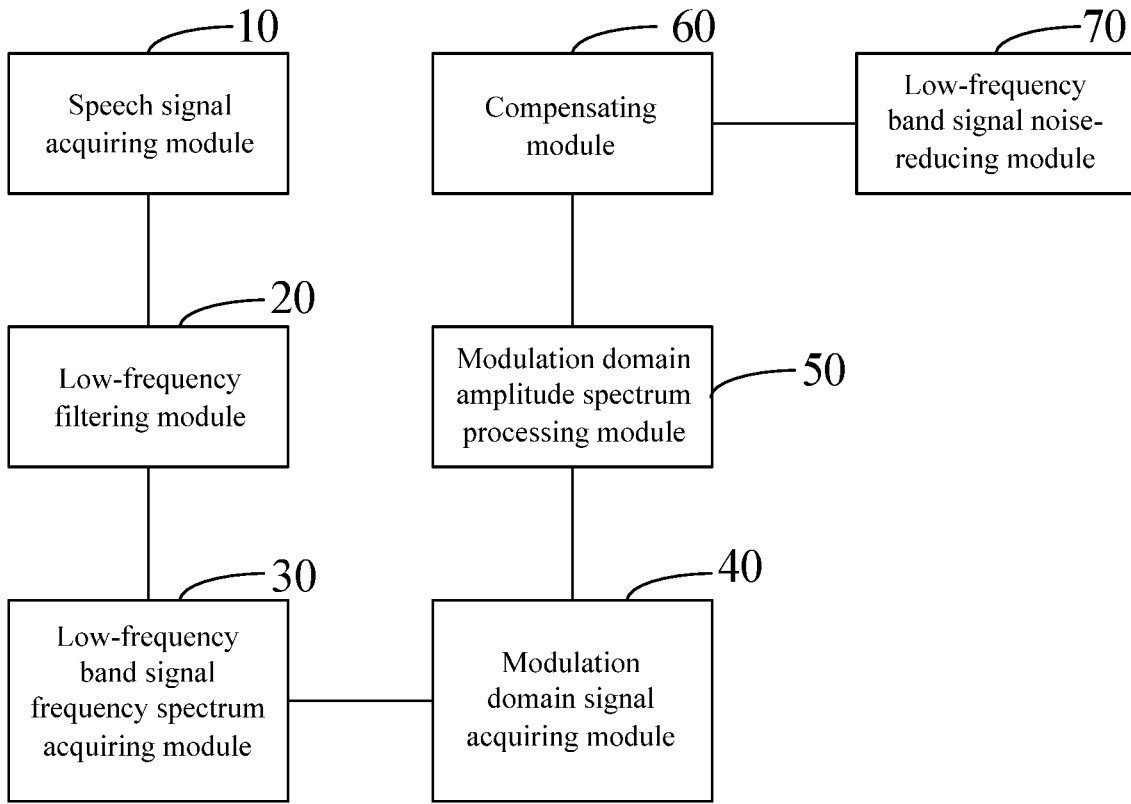 10
Speech signal
acquiring module
20
Low-frequency
filtering module
30
Low-frequency
band signal
frequency spectrum
acquiring module
40
Modulation
domain signal
acquiring module
50
Modulation domain
amplitude spectrum
processing module
60
Compensating
module
70
Low-frequency
band signal noise-
reducing module